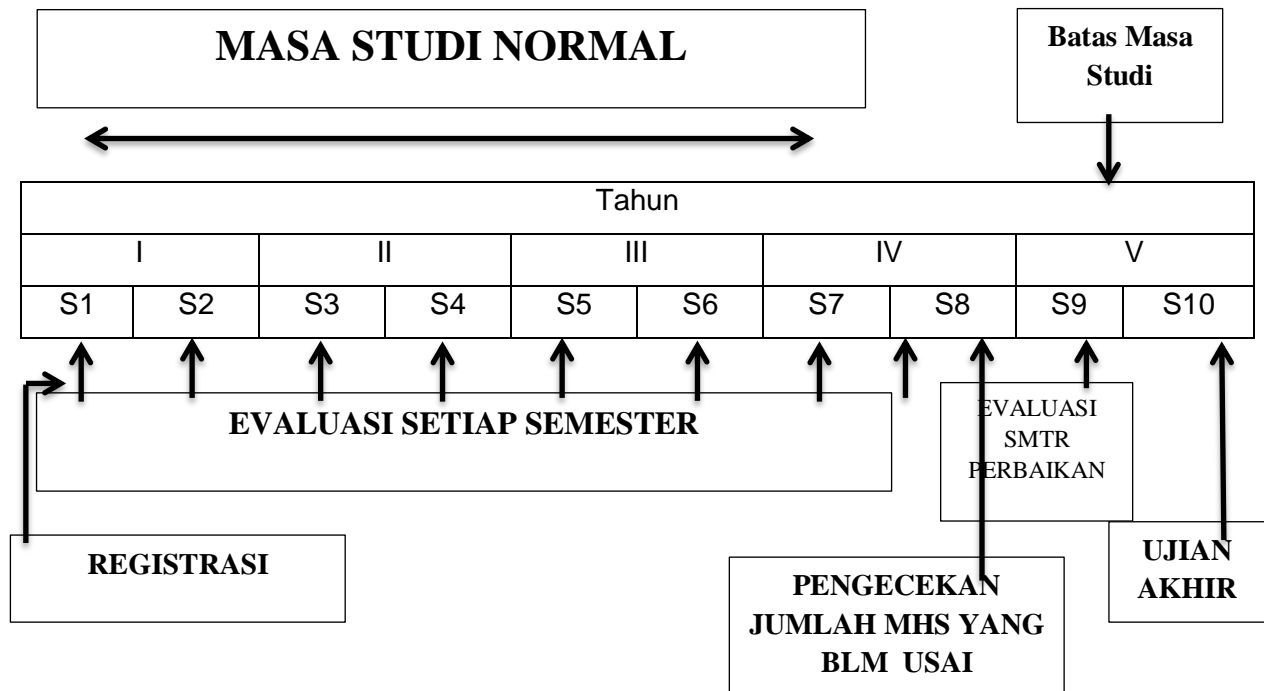 MASA STUDI NORMAL
Batas Masa
Studi
Tahun
I II III IV V
S1 S2 S3 S4 S5 S6 S7 S8 S9 S10
EVALUASI SETIAP SEMESTER
EVALUASI
SMTR
PERBAIKAN
REGISTRASI
PENGECEKAN
JUMLAH MHS YANG
BLM USAI
UJIAN
AKHIR